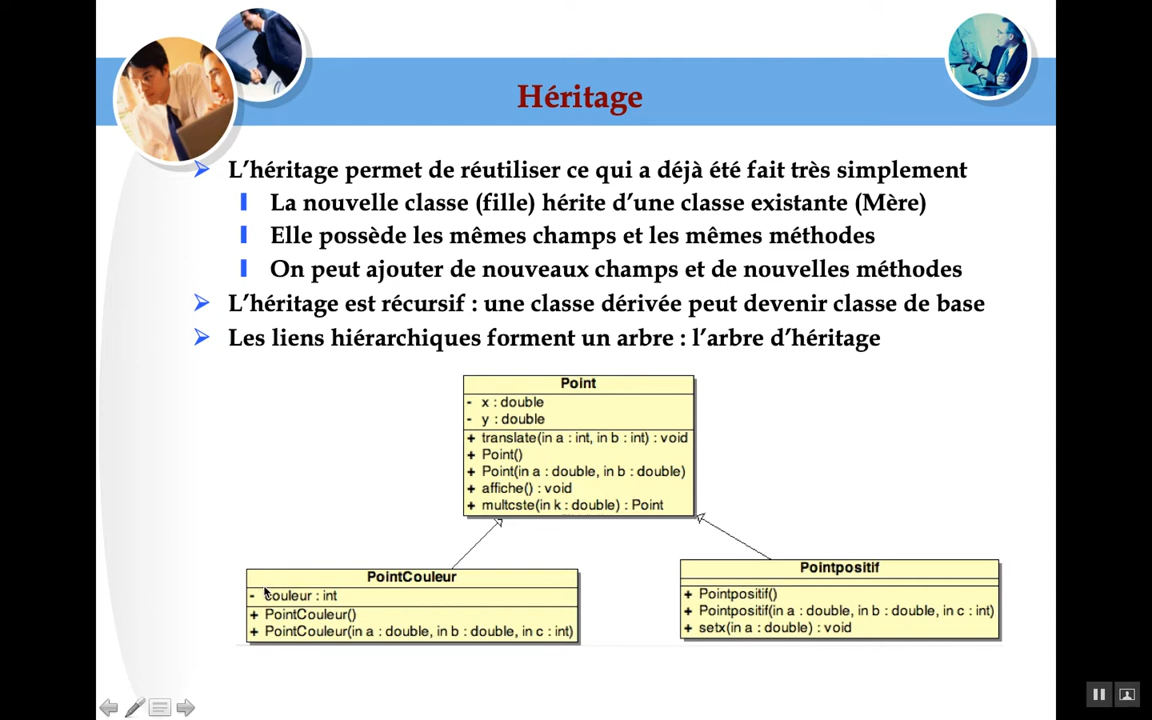 Héritage
L’héritage permet de réutiliser ce qui a déjà été fait très simplement
La nouvelle classe (fille) hérite d’une classe existante (Mère)
Elle possède les mêmes champs et les mêmes méthodes
On peut ajouter de nouveaux champs et de nouvelles méthodes
L’héritage est récursif : une classe dérivée peut devenir classe de base
Les liens hiérarchiques forment un arbre : l’arbre d’héritage
Point
- x : double
- y : double
+ translate(in a : int, in b : int) : void
+ Point()
+ Point(in a : double, in b : double)
+ affiche() : void
+ multcste(in k : double) : Point
PointCouleur
- couleur : int
+ PointCouleur()
+ PointCouleur(in a : double, in b : double, in c : int)
Pointpositif
+ Pointpositif()
+ Pointpositif(in a : double, in b : double, in c : int)
+ setx(in a : double) : void